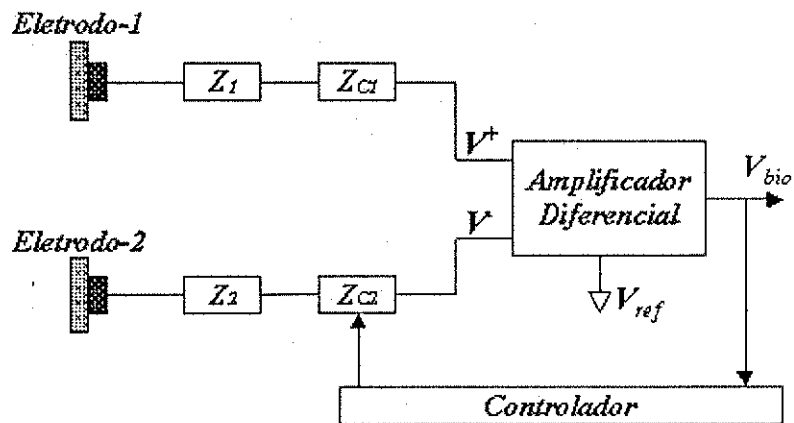 Eletrodo-1
Z1
ZC1
V+
Amplificador
Diferencial
Vbio
V-
Eletrodo-2
Z2
ZC2
Vref
Controlador